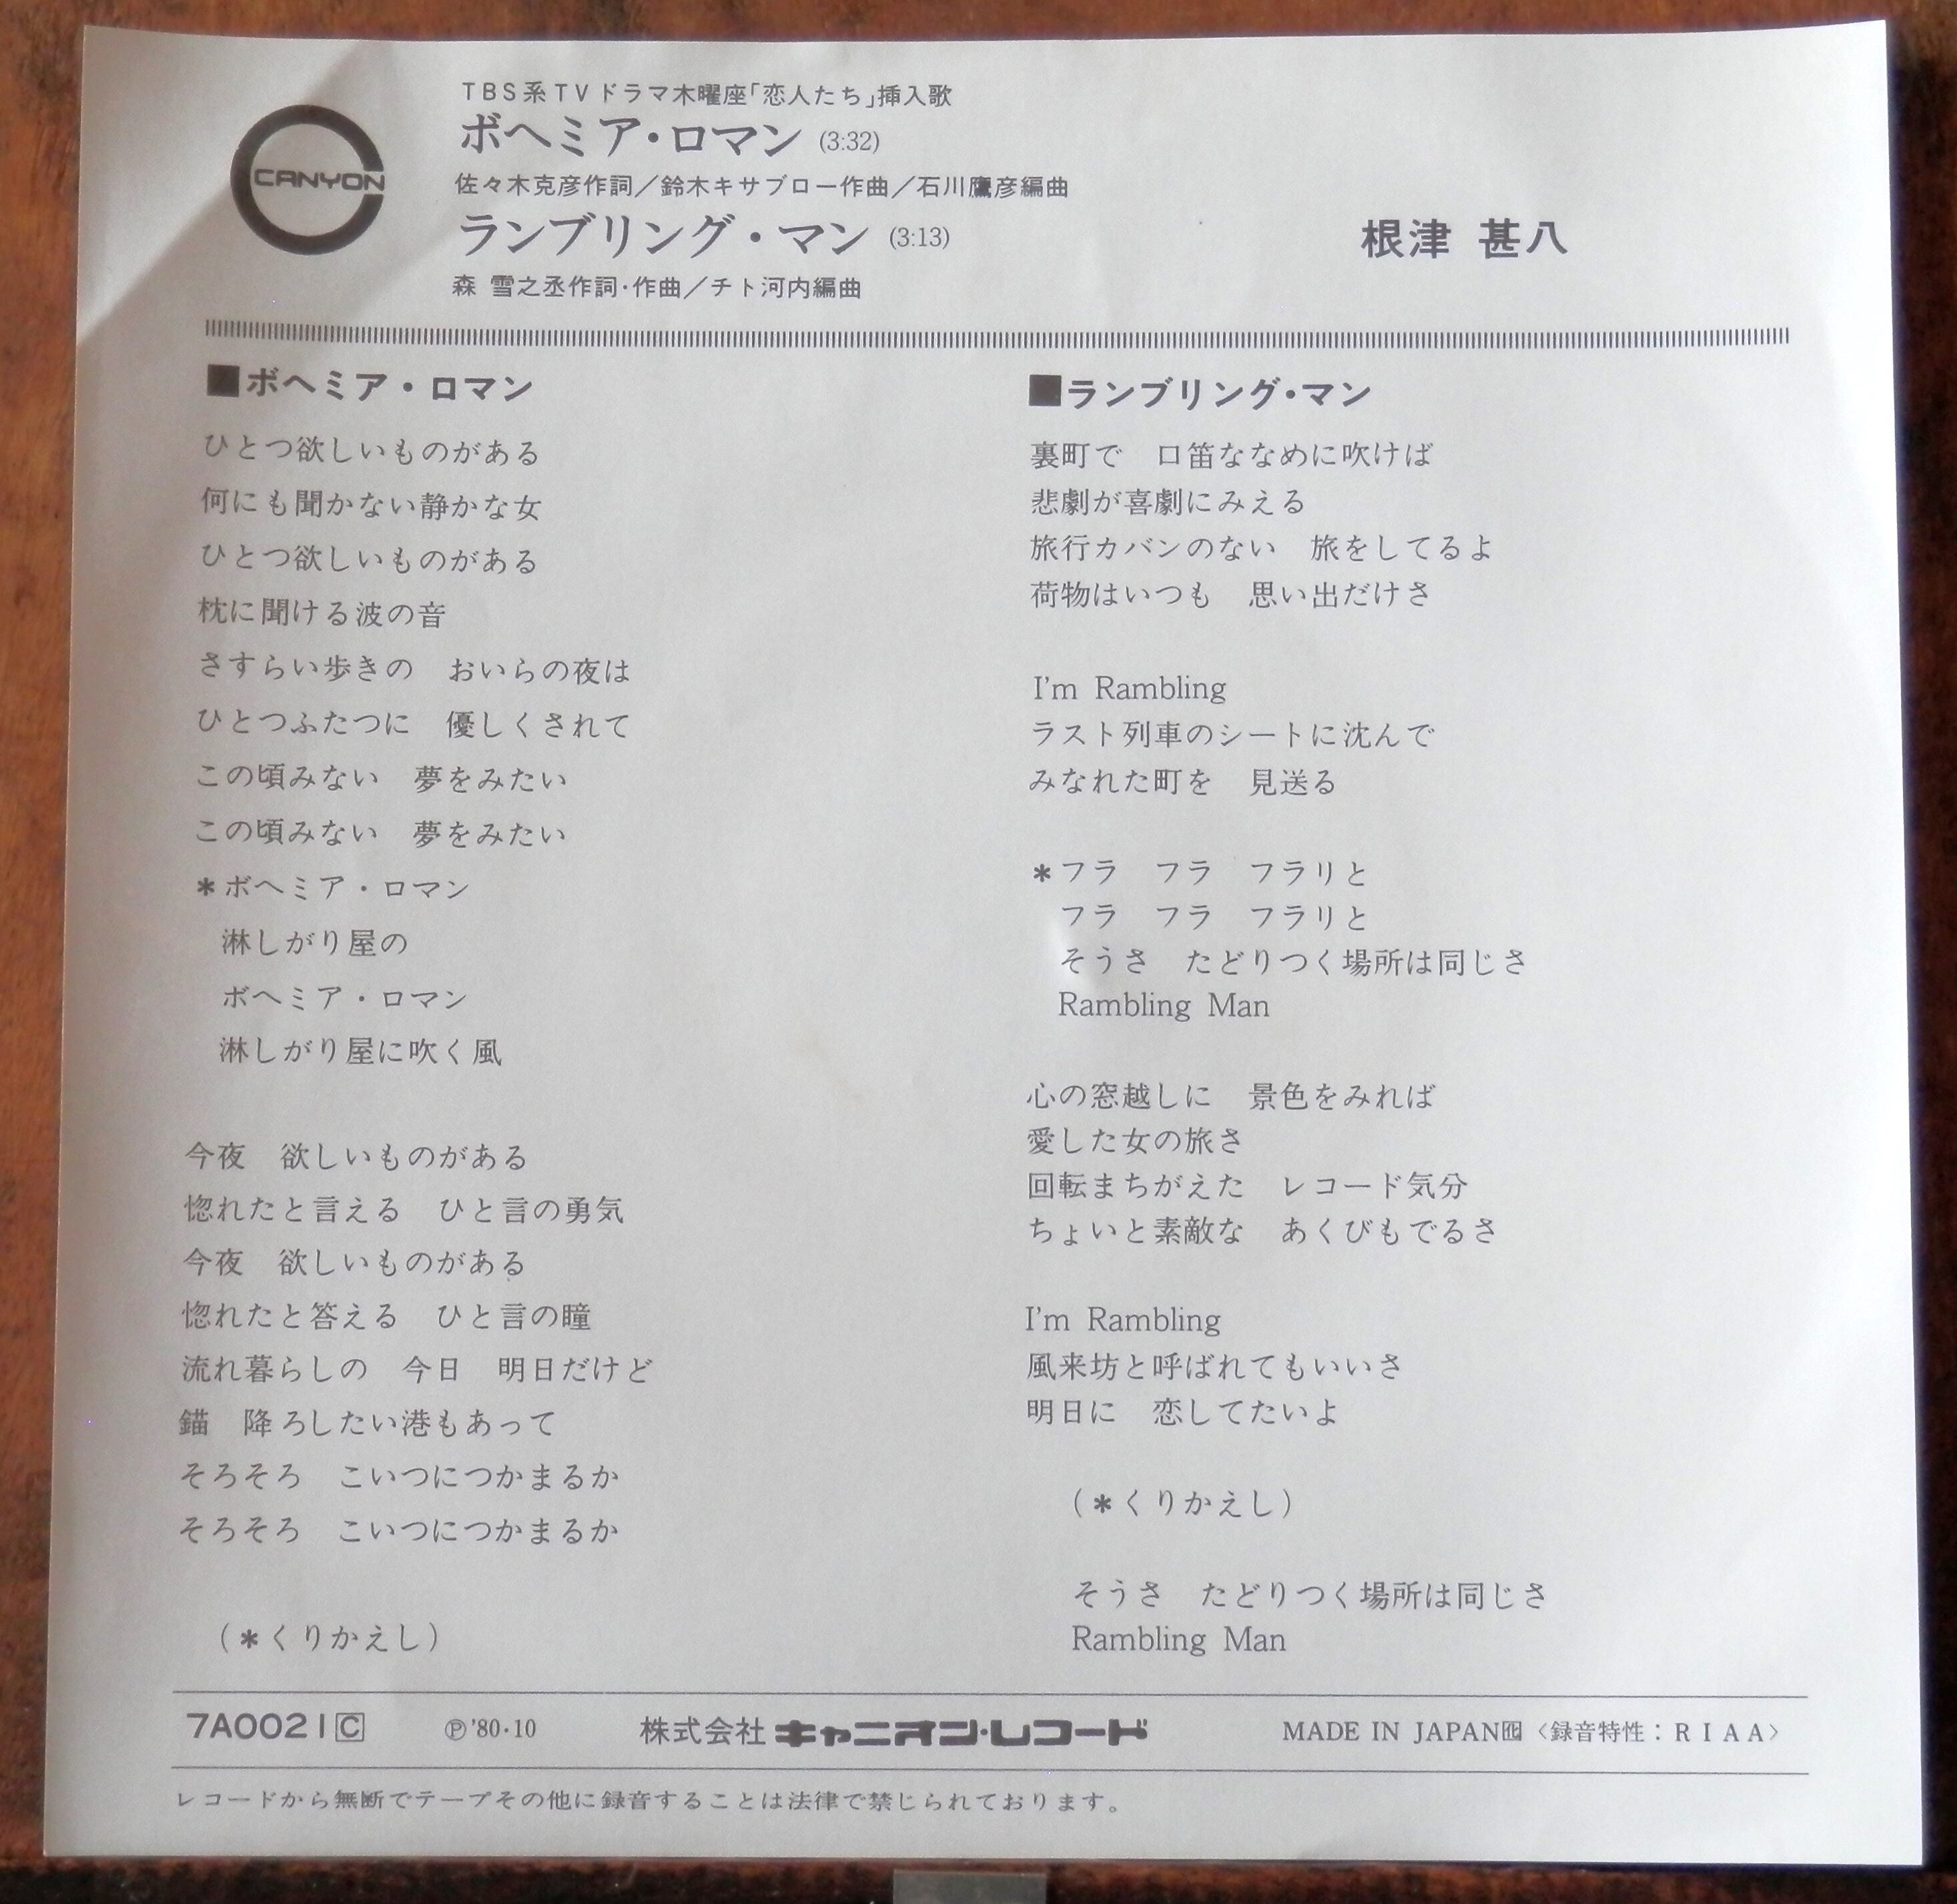 CANYON
TBS系TVドラマ木曜座「恋人たち」挿入歌
ボヘミア・ロマン (3:32)
佐々木克彦作詞／鈴木キサブロー作曲／石川鷹彦編曲
ランブリング・マン (3:13)
森 雪之丞作詞・作曲／チト河内編曲
根津 甚八
■ボヘミア・ロマン
ひとつ欲しいものがある
何にも聞かない静かな女
ひとつ欲しいものがある
枕に聞ける波の音
さすらい歩きの　おいらの夜は
ひとつふたつに　優しくされて
この頃みない　夢をみたい
この頃みない　夢をみたい
＊ボヘミア・ロマン
淋しがり屋の
ボヘミア・ロマン
淋しがり屋に吹く風
今夜　欲しいものがある
惚れたと言える　ひと言の勇気
今夜　欲しいものがある
惚れたと答える　ひと言の瞳
流れ暮らしの　今日　明日だけど
錨　降ろしたい港もあって
そろそろ　こいつにつかまるか
そろそろ　こいつにつかまるか
（＊くりかえし）
■ランブリング・マン
裏町で　口笛ななめに吹けば
悲劇が喜劇にみえる
旅行カバンのない　旅をしてるよ
荷物はいつも　思い出だけさ
I'm Rambling
ラスト列車のシートに沈んで
みなれた町を　見送る
＊フラ　フラ　フラリと
フラ　フラ　フラリと
そうさ　たどりつく場所は同じさ
Rambling Man
心の窓越しに　景色をみれば
愛した女の旅さ
回転まちがえた　レコード気分
ちょいと素敵な　あくびもでるさ
I'm Rambling
風来坊と呼ばれてもいいさ
明日に　恋してたいよ
（＊くりかえし）
そうさ　たどりつく場所は同じさ
Rambling Man
7A0021C　Ⓟ'80・10　株式会社キャニオン・レコード　MADE IN JAPAN　〈録音特性：RIAA〉
レコードから無断でテープその他に録音することは法律で禁じられております。